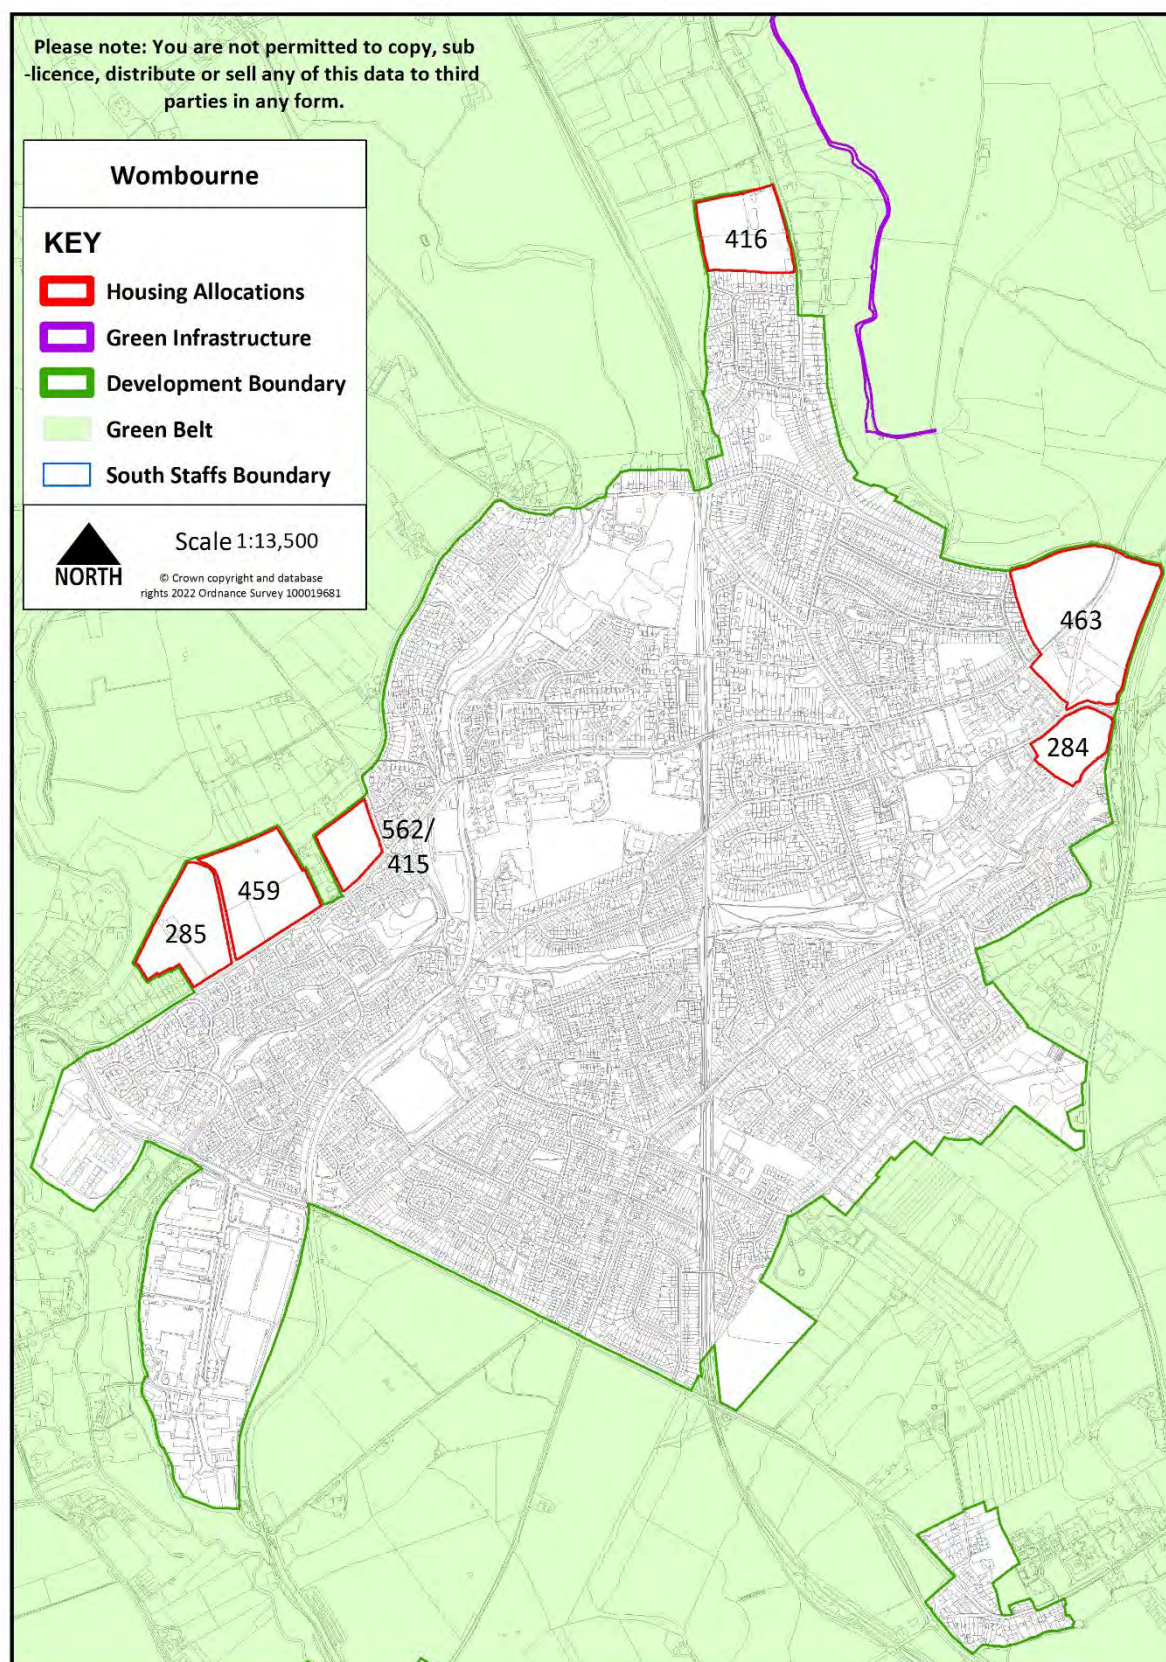 Please note: You are not permitted to copy, sub
-licence, distribute or sell any of this data to third
parties in any form.
Wombourne
KEY
Housing Allocations
Green Infrastructure
Development Boundary
Green Belt
South Staffs Boundary
NORTH
Scale 1:13,500
© Crown copyright and database
rights 2022 Ordnance Survey 100019681
416
463
284
562/
415
459
285